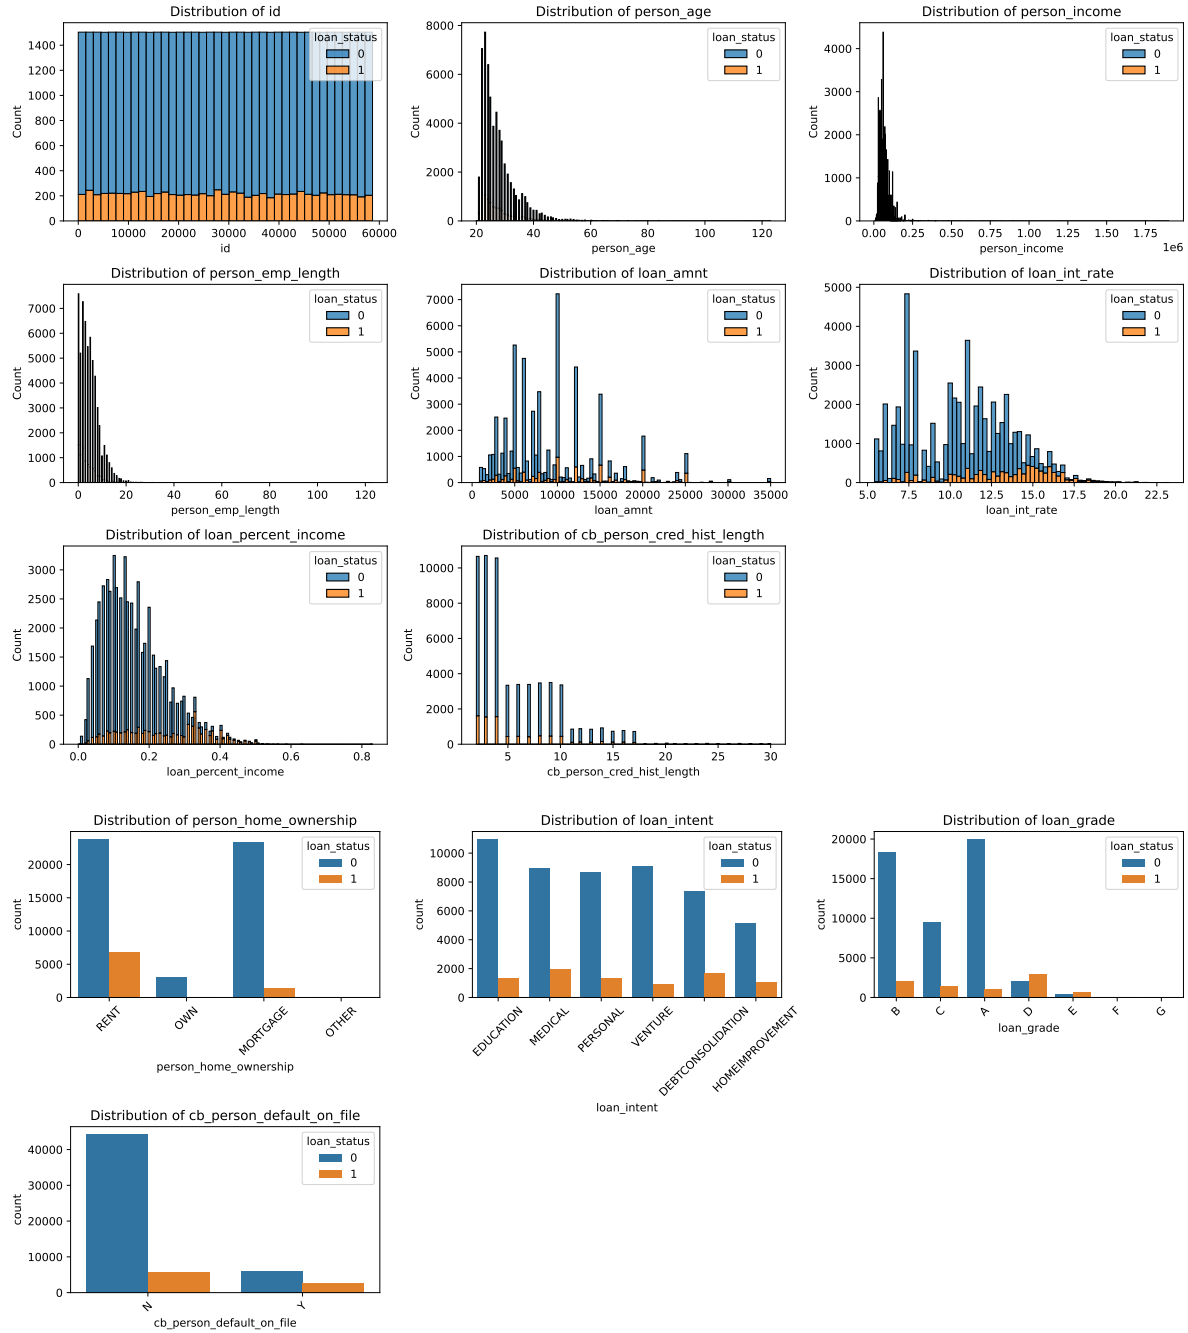 Distribution of id
loan_status
0
1
Count
1400
1200
1000
800
600
400
200
0
0 10000 20000 30000 40000 50000 60000
id
Distribution of person_age
loan_status
0
1
Count
8000
6000
4000
2000
0
20 40 60 80 100 120
person_age
Distribution of person_income
loan_status
0
1
Count
4000
3000
2000
1000
0
0.00 0.25 0.50 0.75 1.00 1.25 1.50 1.75
1e6
person_income
Distribution of person_emp_length
loan_status
0
1
Count
7000
6000
5000
4000
3000
2000
1000
0
0 20 40 60 80 100 120
person_emp_length
Distribution of loan_amnt
loan_status
0
1
Count
7000
6000
5000
4000
3000
2000
1000
0
0 5000 10000 15000 20000 25000 30000 35000
loan_amnt
Distribution of loan_int_rate
loan_status
0
1
Count
5000
4000
3000
2000
1000
0
5.0 7.5 10.0 12.5 15.0 17.5 20.0 22.5
loan_int_rate
Distribution of loan_percent_income
loan_status
0
1
Count
3000
2500
2000
1500
1000
500
0
0.0 0.2 0.4 0.6 0.8
loan_percent_income
Distribution of cb_person_cred_hist_length
loan_status
0
1
Count
10000
8000
6000
4000
2000
0
5 10 15 20 25 30
cb_person_cred_hist_length
Distribution of person_home_ownership
loan_status
0
1
count
20000
15000
10000
5000
0
RENT OWN MORTGAGE OTHER
person_home_ownership
Distribution of loan_intent
loan_status
0
1
count
10000
8000
6000
4000
2000
0
EDUCATION MEDICAL PERSONAL VENTURE DEBTCONSOLIDATION HOMEIMPROVEMENT
loan_intent
Distribution of loan_grade
loan_status
0
1
count
20000
15000
10000
5000
0
B C A D E F G
loan_grade
Distribution of cb_person_default_on_file
loan_status
0
1
count
40000
30000
20000
10000
0
N Y
cb_person_default_on_file